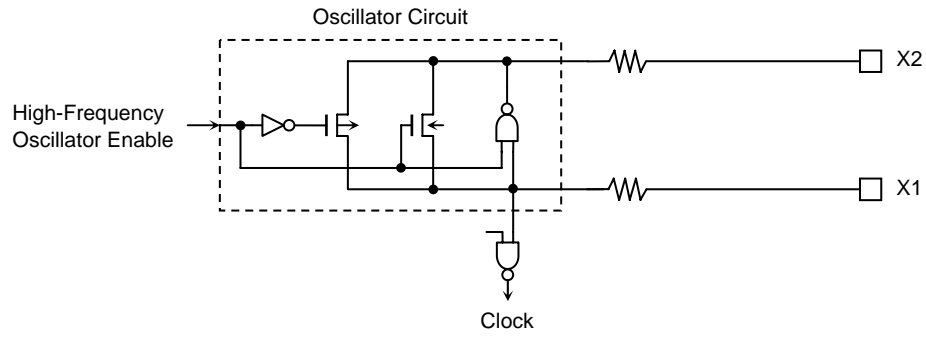 Oscillator Circuit
X2
High-Frequency
Oscillator Enable
X1
Clock